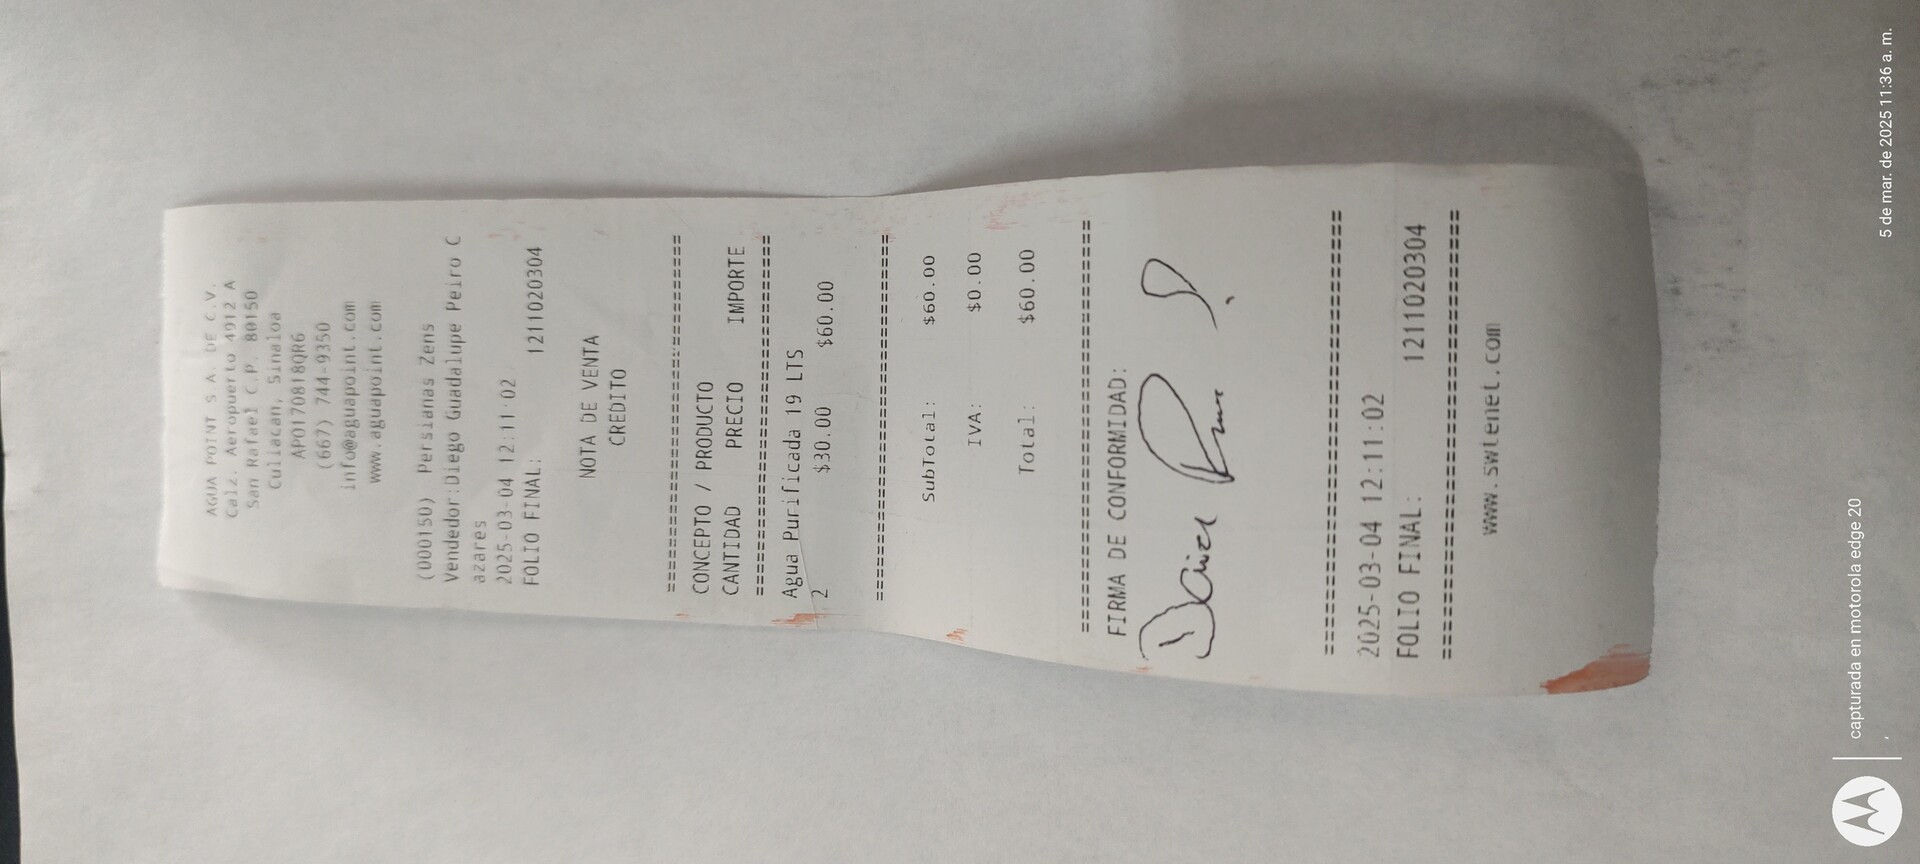 AGUA POINT S.A. DE C.V.
Calz. Aeropuerto 4912 A
San Rafael C.P. 80150
Culiacan, Sinaloa
APO170818QR6
(667) 744-9350
info@aguapoint.com
www.aguapoint.com
(000150) Persianas Zens
Vendedor:Diego Guadalupe Peiro C
azares
2025-03-04 12:11:02
FOLIO FINAL: 1211020304
NOTA DE VENTA
CREDITO
================================
CONCEPTO / PRODUCTO
CANTIDAD PRECIO IMPORTE
================================
Agua Purificada 19 LTS
2 $30.00 $60.00
================================
SubTotal: $60.00
IVA: $0.00
Total: $60.00
================================
FIRMA DE CONFORMIDAD:
================================
2025-03-04 12:11:02
FOLIO FINAL: 1211020304
================================
www.swtenet.com
capturada en motorola edge 20
5 de mar. de 2025 11:36 a. m.